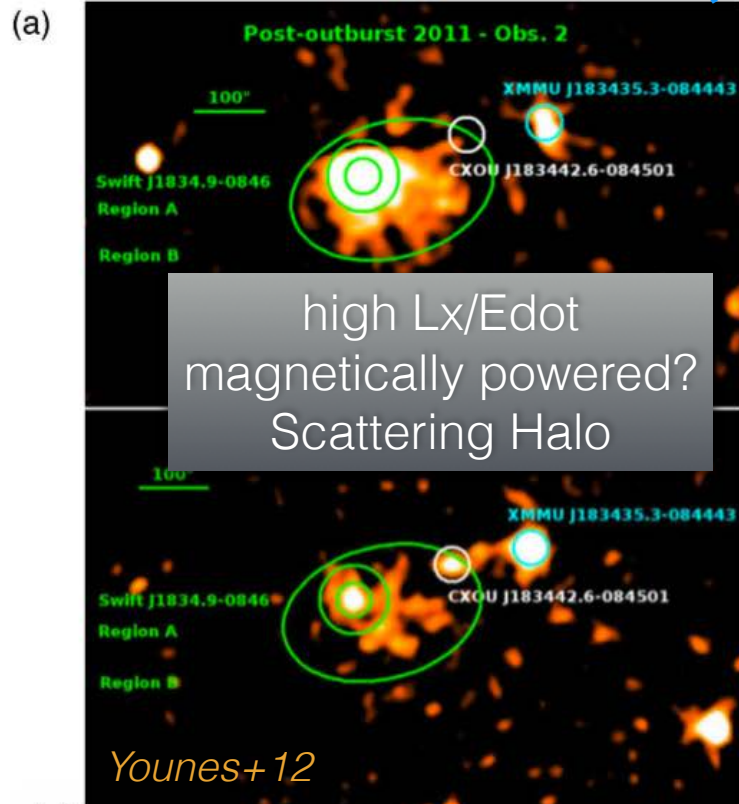 (a)
Post-outburst 2011 - Obs. 2
100"
XMMU J183435.3-084443
CXOU J183442.6-084501
Swift J1834.9-0846
Region A
Region B
high Lx/Edot
magnetically powered?
Scattering Halo
100"
XMMU J183435.3-084443
Swift J1834.9-0846
CXOU J183442.6-084501
Region A
Region B
Younes+12